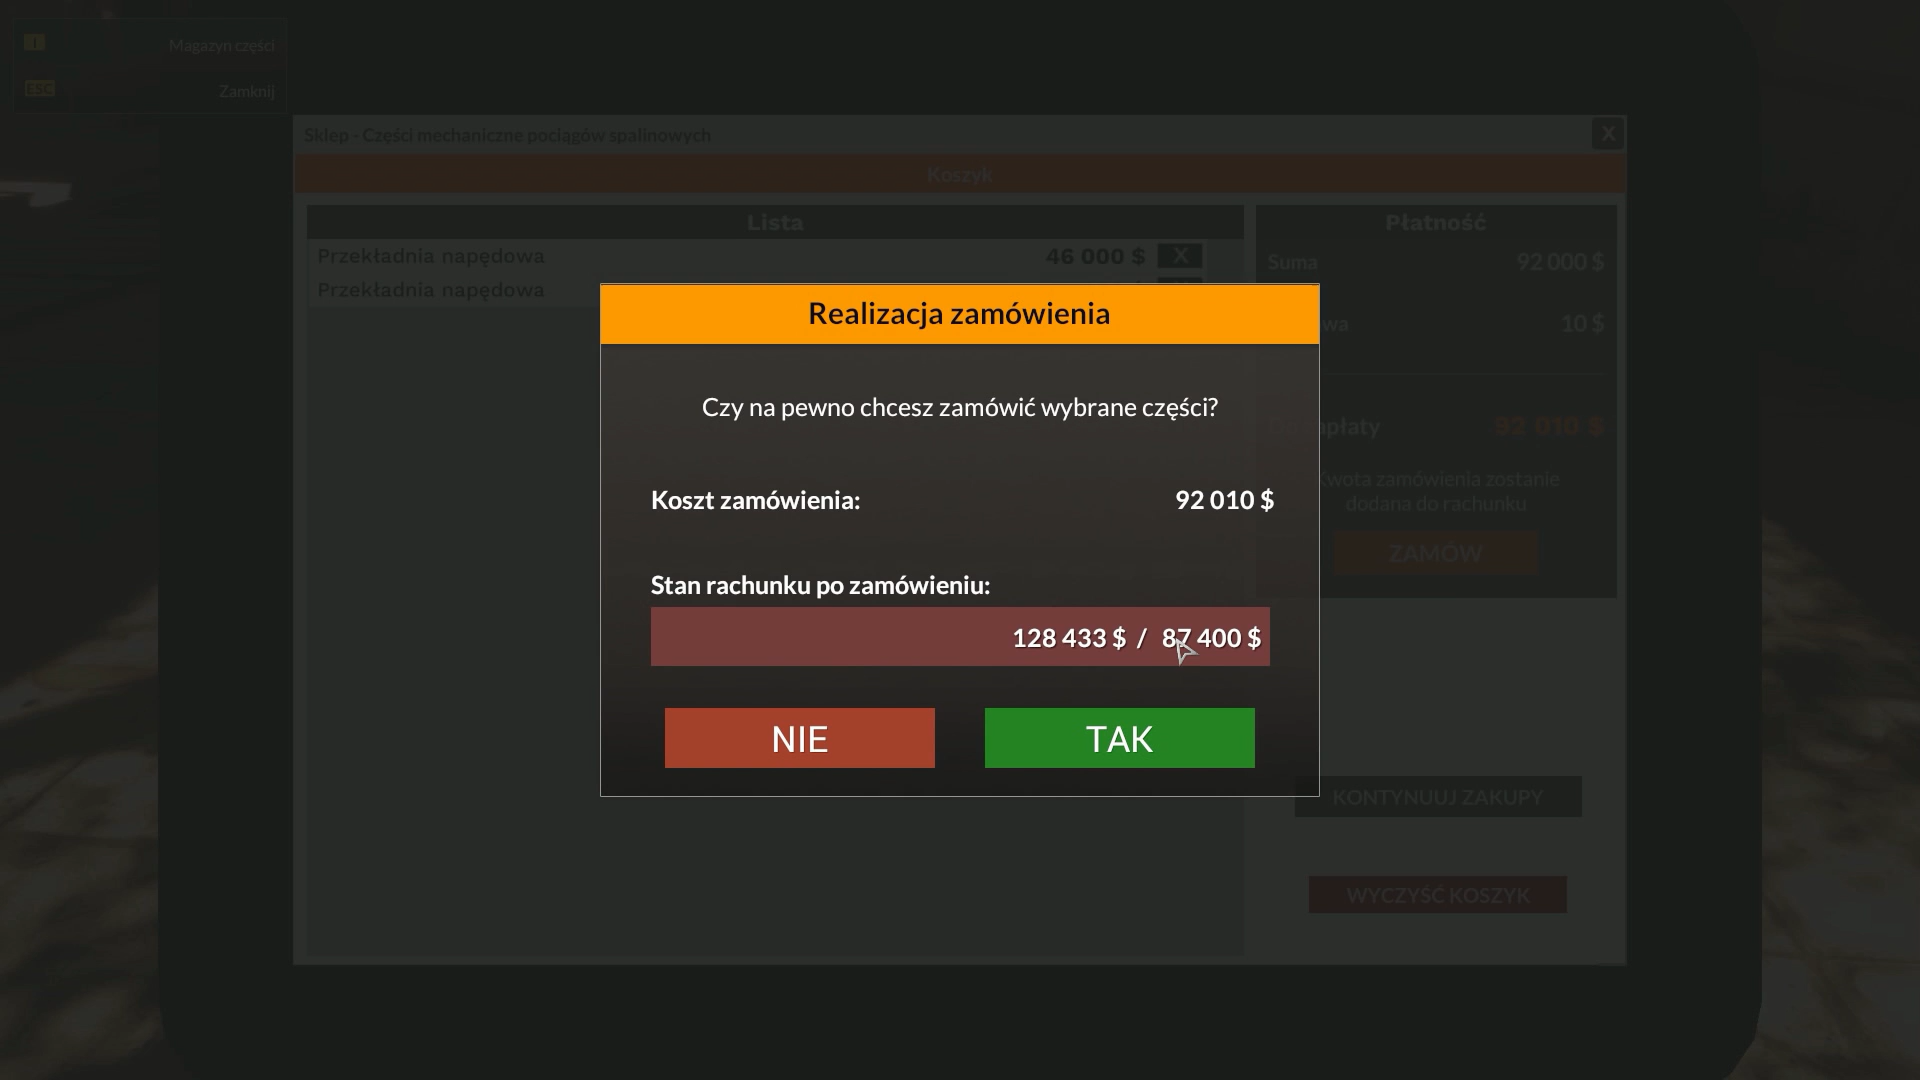 I Magazyn części
ESC Zamknij
Sklep - Części mechaniczne pociągów spalinowych X
Koszyk
Lista
Płatność
Przekładnia napędowa 46 000 $ X
Suma 92 000 $
Przekładnia napędowa
Realizacja zamówienia
10 $
Czy na pewno chcesz zamówić wybrane części?
92 010 $
Koszt zamówienia: 92 010 $
Kwota zamówienia zostanie
dodana do rachunku
ZAMÓW
Stan rachunku po zamówieniu:
128 433 $ / 87 400 $
NIE
TAK
KONTYNUUJ ZAKUPY
WYCZYŚĆ KOSZYK